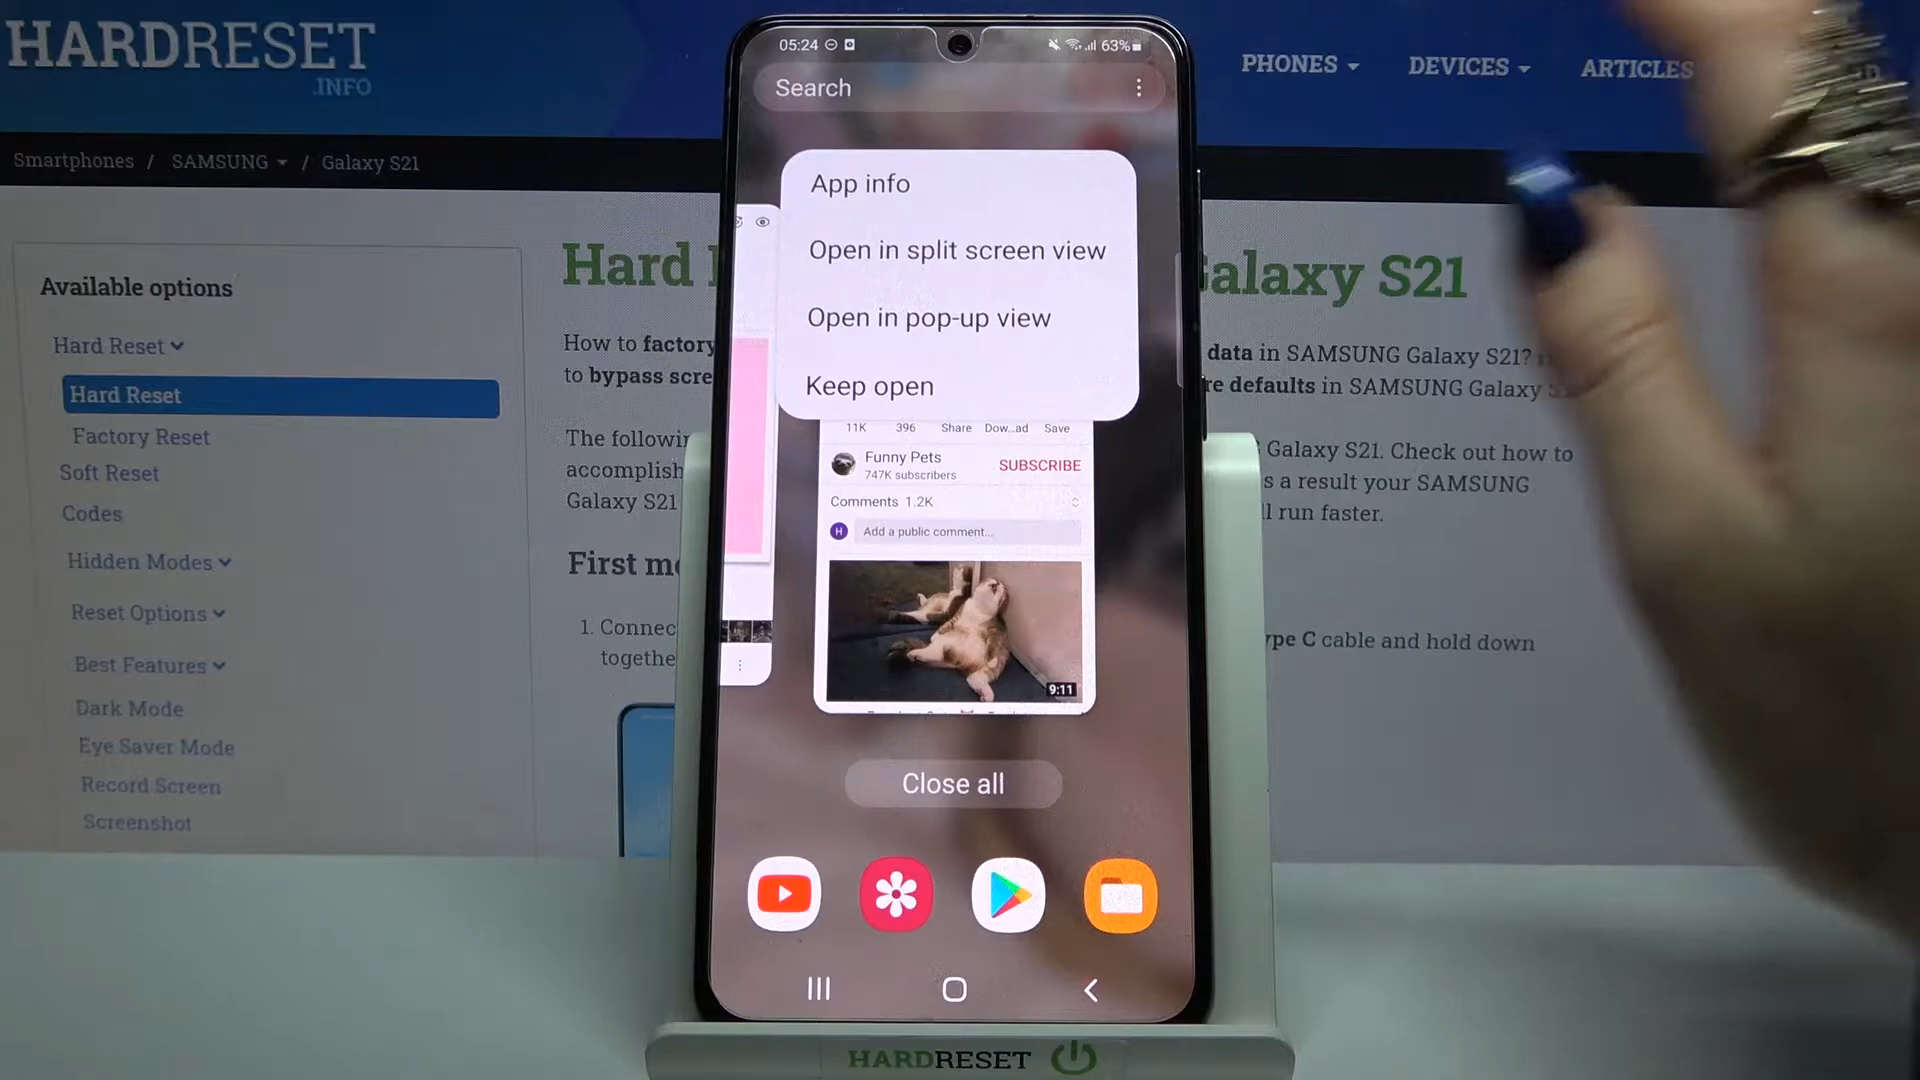 HARDRESET
.INFO
PHONES
DEVICES
ARTICLES
Smartphones / SAMSUNG / Galaxy S21
Available options
Hard Reset
Hard Reset
Factory Reset
Soft Reset
Codes
Hidden Modes
Reset Options
Best Features
Dark Mode
Eye Saver Mode
Record Screen
Screenshot
Hard
Galaxy S21
How to factory
data in SAMSUNG Galaxy S21?
to bypass
defaults in SAMSUNG Galaxy
The
Galaxy S21. Check out how to
accomplish
s a result your SAMSUNG
Galaxy S21
run faster.
First
1. Connec
C cable and hold down
togethe
05:24
63%
Search
App info
Open in split screen view
Open in pop-up view
Keep open
11K 396 Share Dow...ad Save
Funny Pets
747K subscribers
SUBSCRIBE
Comments 1.2K
H
Add a public comment...
9:11
Close all
HARDRESET